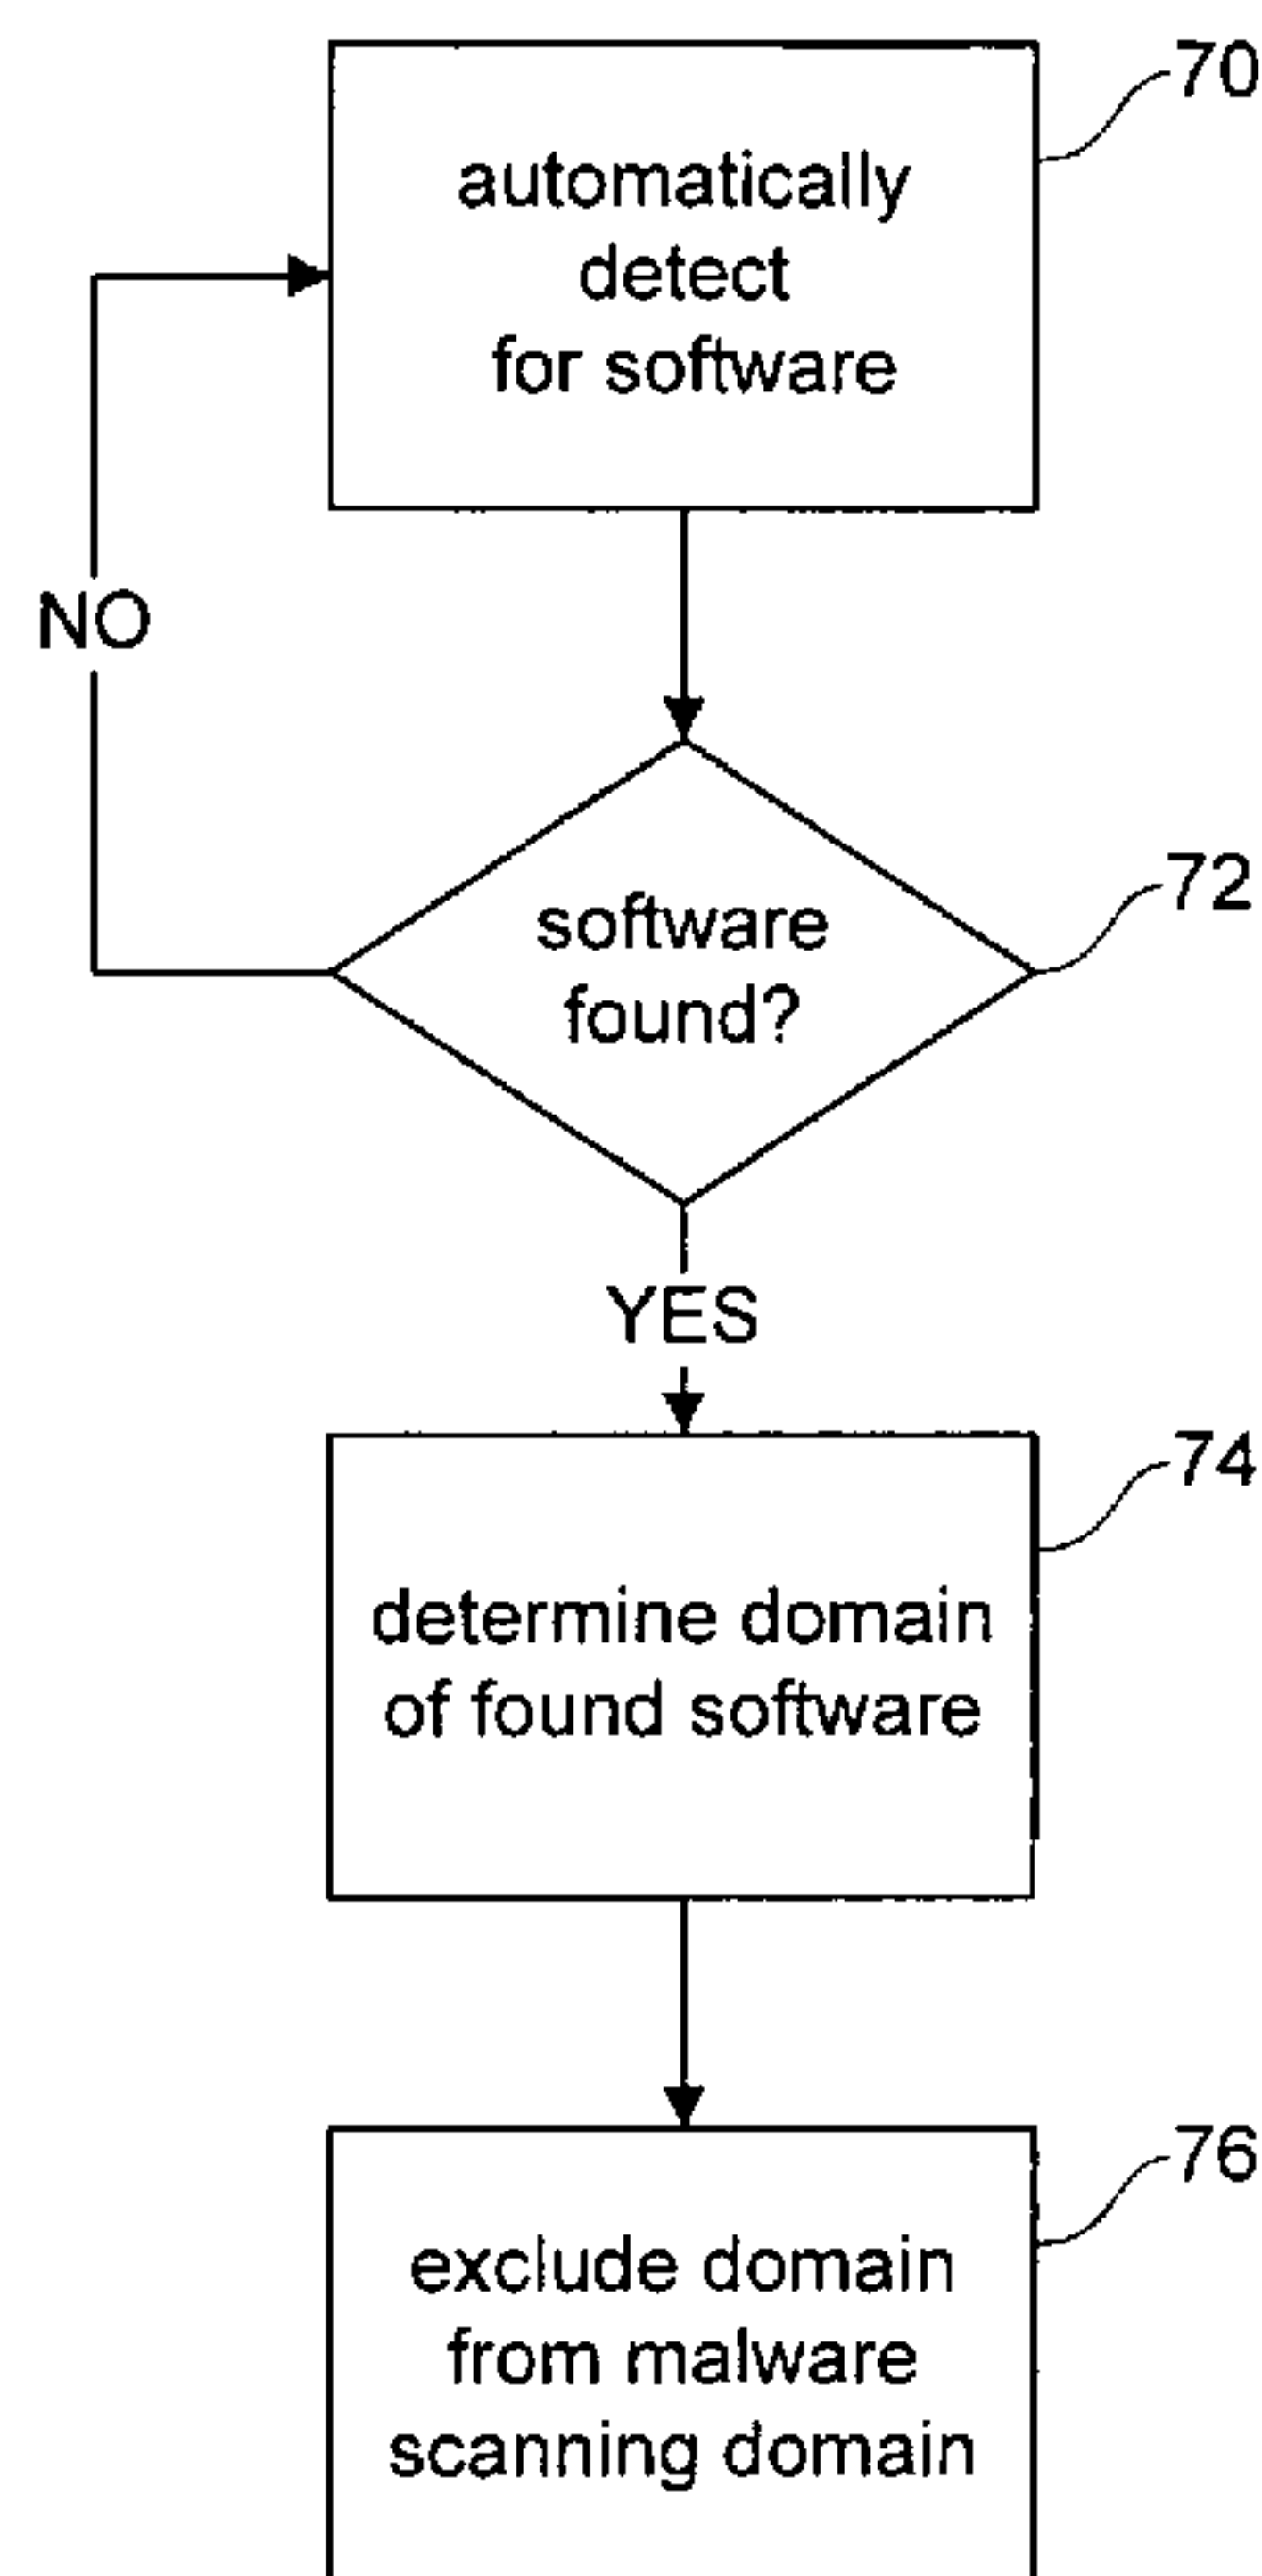 70
automatically
detect
for software
NO
72
software
found?
YES
74
determine domain
of found software
76
exclude domain
from malware
scanning domain